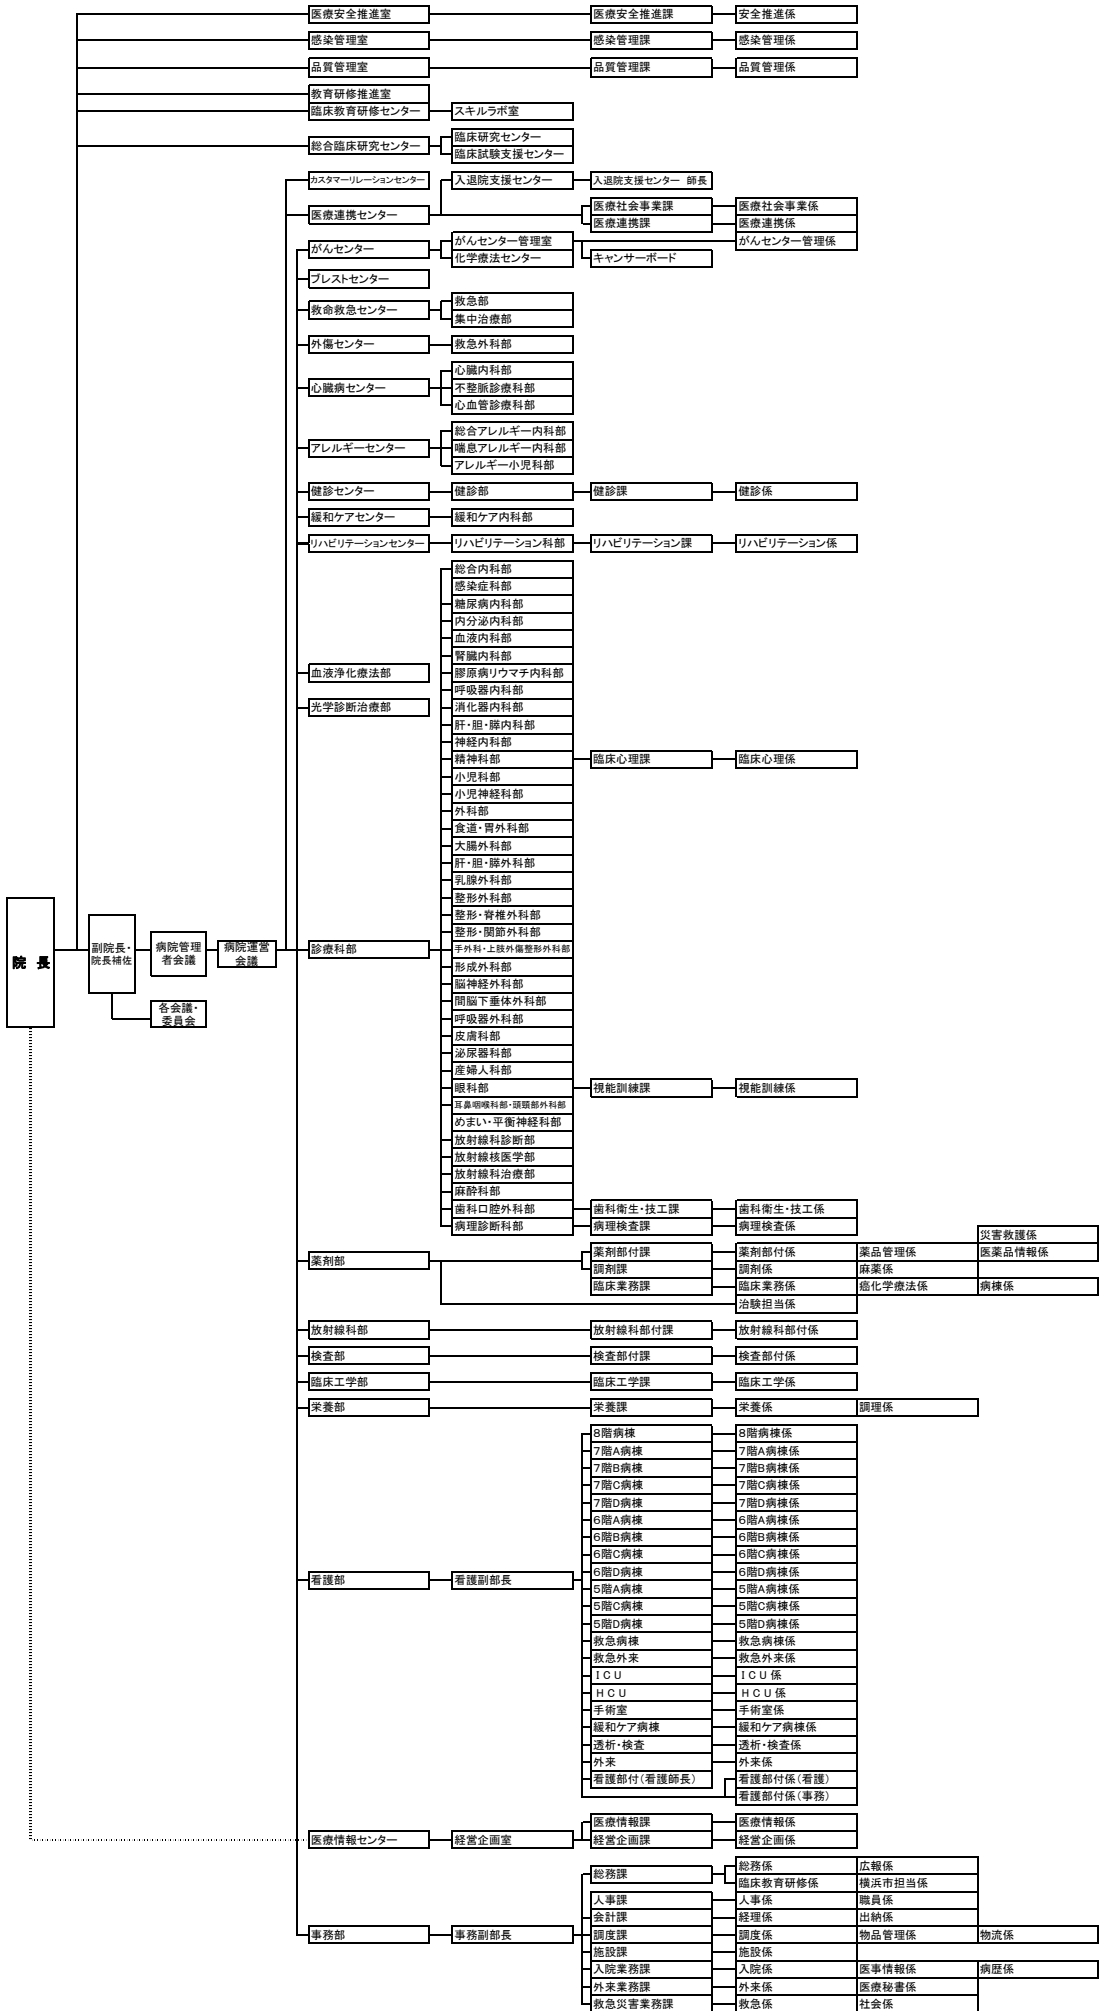 医療安全推進室 医療安全推進課 安全推進係
感染管理室 感染管理課 感染管理係
品質管理室 品質管理課 品質管理係
教育研修推進室
臨床教育研修センター スキルラボ室
臨床研究センター
総合臨床研究センター
臨床試験支援センター
カスタマーリレーションセンター 入退院支援センター 入退院支援センター 師長
医療社会事業課 医療社会事業係
医療連携センター
医療連携課 医療連携係
がんセンター がんセンター管理室 がんセンター管理係
化学療法センター キャンサーボード
ブレストセンター
救急部
救命救急センター
集中治療部
外傷センター 救急外科部
心臓内科部
心臓病センター 不整脈診療科部
心血管診療科部
総合アレルギー内科部
アレルギーセンター 喘息アレルギー内科部
アレルギー小児科部
健診センター 健診部 健診課 健診係
緩和ケアセンター 緩和ケア内科部
リハビリテーションセンター リハビリテーション科部 リハビリテーション課 リハビリテーション係
総合内科部
感染症科部
糖尿病内科部
内分泌内科部
血液内科部
腎臓内科部
血液浄化療法部 膠原病リウマチ内科部
呼吸器内科部
光学診断治療部 消化器内科部
肝・胆・膵内科部
神経内科部
精神科部 臨床心理課 臨床心理係
小児科部
小児神経科部
外科部
食道・胃外科部
大腸外科部
肝・胆・膵外科部
乳腺外科部
整形外科部
整形・脊椎外科部
整形・関節外科部
院 長
副院長・
院長補佐
病院管理
者会議
病院運営
会議
診療科部 手外科・上肢外傷整形外科部
形成外科部
脳神経外科部
各会議・
委員会
間脳下垂体外科部
呼吸器外科部
皮膚科部
泌尿器科部
産婦人科部
眼科部 視能訓練課 視能訓練係
耳鼻咽喉科部・頭頸部外科部
めまい・平衡神経科部
放射線科診断部
放射線核医学部
放射線科治療部
麻酔科部
歯科口腔外科部 歯科衛生・技工課 歯科衛生・技工係
病理診断科部 病理検査課 病理検査係
災害救護係
薬剤部 薬剤部付課 薬剤部付係 薬品管理係 医薬品情報係
調剤課 調剤係 麻薬係
臨床業務課 臨床業務係 癌化学療法係 病棟係
治験担当係
放射線科部 放射線科部付課 放射線科部付係
検査部 検査部付課 検査部付係
臨床工学部 臨床工学課 臨床工学係
栄養部 栄養課 栄養係 調理係
8階病棟 8階病棟係
7階A病棟 7階A病棟係
7階B病棟 7階B病棟係
7階C病棟 7階C病棟係
7階D病棟 7階D病棟係
6階A病棟 6階A病棟係
6階B病棟 6階B病棟係
6階C病棟 6階C病棟係
看護部 看護副部長 6階D病棟 6階D病棟係
5階A病棟 5階A病棟係
5階C病棟 5階C病棟係
5階D病棟 5階D病棟係
救急病棟 救急病棟係
救急外来 救急外来係
ICU ICU係
HCU HCU係
手術室 手術室係
緩和ケア病棟 緩和ケア病棟係
透析・検査 透析・検査係
外来 外来係
看護部付(看護師長) 看護部付係(看護)
看護部付係(事務)
医療情報課 医療情報係
医療情報センター 経営企画室 経営企画課 経営企画係
総務課 総務係 広報係
臨床教育研修係 横浜市担当係
人事課 人事係 職員係
会計課 経理係 出納係
事務部 事務副部長 調度課 調度係 物品管理係 物流係
施設課 施設係
入院業務課 入院係 医事情報係 病歴係
外来業務課 外来係 医療秘書係
救急災害業務課 救急係 社会係